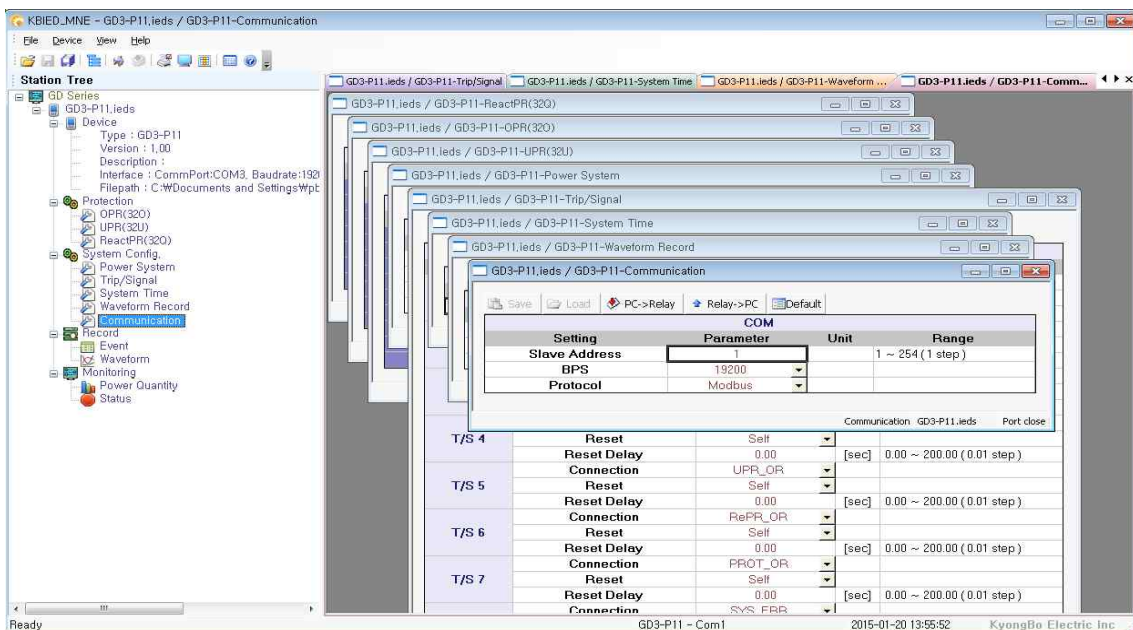 KBIED_MNE - GD3-P11,ieds / GD3-P11-Communication
File Device View Help
Station Tree
GD Series
GD3-P11,ieds
Device
Type : GD3-P11
Version : 1,00
Description :
Interface : CommPort:COM3, Baudrate:1920
Filepath : C:₩Documents and Settings₩pt
Protection
OPR(32O)
UPR(32U)
ReactPR(32Q)
System Config,
Power System
Trip/Signal
System Time
Waveform Record
Communication
Record
Event
Waveform
Monitoring
Power Quantity
Status
GD3-P11.ieds / GD3-P11-Trip/Signal
GD3-P11.ieds / GD3-P11-System Time
GD3-P11.ieds / GD3-P11-Waveform ...
GD3-P11.ieds / GD3-P11-Comm...
GD3-P11,ieds / GD3-P11-ReactPR(32Q)
GD3-P11,ieds / GD3-P11-OPR(32O)
GD3-P11,ieds / GD3-P11-UPR(32U)
GD3-P11,ieds / GD3-P11-Power System
GD3-P11,ieds / GD3-P11-Trip/Signal
GD3-P11,ieds / GD3-P11-System Time
GD3-P11,ieds / GD3-P11-Waveform Record
GD3-P11,ieds / GD3-P11-Communication
Save Load PC->Relay Relay->PC Default
COM
Setting Parameter Unit Range
Slave Address 1 1 ~ 254 ( 1 step )
BPS 19200
Protocol Modbus
Communication GD3-P11.ieds Port close
T/S 4 Reset Self
Reset Delay 0.00 [sec] 0.00 ~ 200.00 ( 0.01 step )
Connection UPR_OR
T/S 5 Reset Self
Reset Delay 0.00 [sec] 0.00 ~ 200.00 ( 0.01 step )
Connection RePR_OR
T/S 6 Reset Self
Reset Delay 0.00 [sec] 0.00 ~ 200.00 ( 0.01 step )
Connection PROT_OR
T/S 7 Reset Self
Reset Delay 0.00 [sec] 0.00 ~ 200.00 ( 0.01 step )
Connection SYS_ERR
Ready GD3-P11 - Com1 2015-01-20 13:55:52 KyongBo Electric Inc